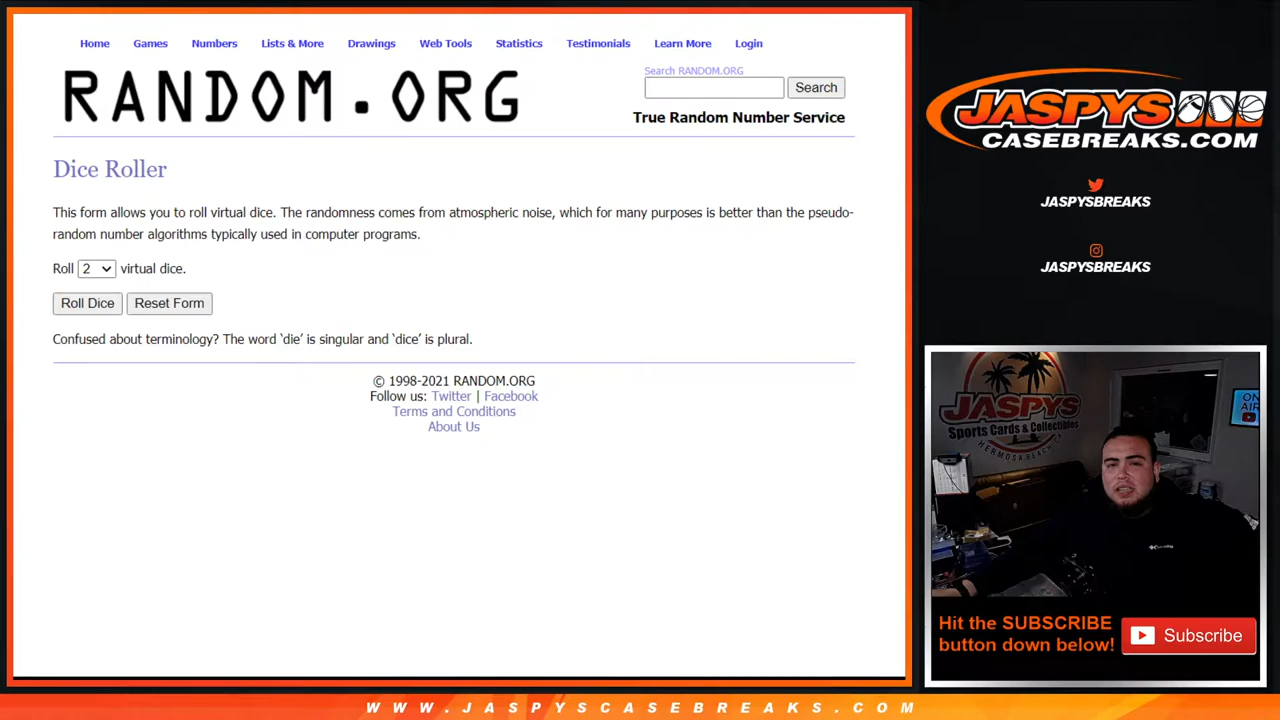 Home Games Numbers Lists & More Drawings Web Tools Statistics Testimonials Learn More Login
RANDOM.ORG
Search RANDOM.ORG
Search
True Random Number Service
Dice Roller
This form allows you to roll virtual dice. The randomness comes from atmospheric noise, which for many purposes is better than the pseudo-
random number algorithms typically used in computer programs.
Roll 2 virtual dice.
Roll Dice Reset Form
Confused about terminology? The word ‘die’ is singular and ‘dice’ is plural.
© 1998-2021 RANDOM.ORG
Follow us: Twitter | Facebook
Terms and Conditions
About Us
JASPYS
CASEBREAKS.COM
JASPYSBREAKS
JASPYSBREAKS
JASPYS
Sports Cards & Collectibles
HERMOSA BEACH, CA
ON
AIR
Hit the SUBSCRIBE
button down below!
Subscribe
WWW.JASPYSCASEBREAKS.COM